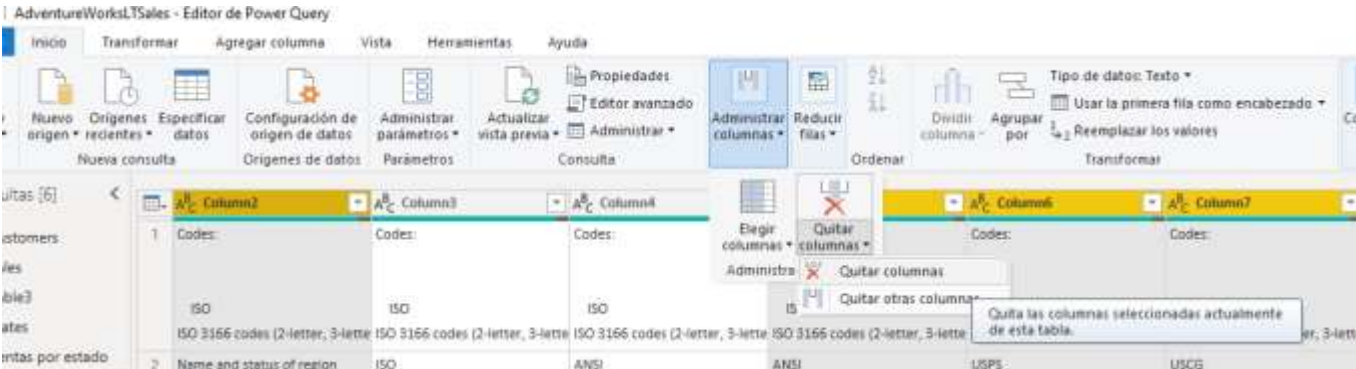 AdventureWorksLTSales - Editor de Power Query
Inicio Transformar Agregar columna Vista Herramientas Ayuda
Nuevo origen
Orígenes recientes
Especificar datos
Nueva consulta
Configuración de origen de datos
Orígenes de datos
Administrar parámetros
Parámetros
Actualizar vista previa
Propiedades
Editor avanzado
Administrar
Consulta
Administrar columnas
Reducir filas
Ordenar
Dividir columna
Agrupar por
Tipo de datos: Texto
Usar la primera fila como encabezado
Reemplazar los valores
Transformar
[6]
Column2 Column3 Column4 Column6 Column7
Elegir columnas
Quitar columnas
Quitar columnas
Quitar otras columnas
Quita las columnas seleccionadas actualmente
de esta tabla.
1 Codes: Codes: Codes: Codes: Codes:
ISO ISO ISO
ISO 3166 codes (2-letter, 3-lette ISO 3166 codes (2-letter, 3-lette ISO 3166 codes (2-letter, 3-lette ISO 3166 codes (2-letter, 3-lette
por estado
2 Name and status of region ISO ANSI ANSI USPS USCG